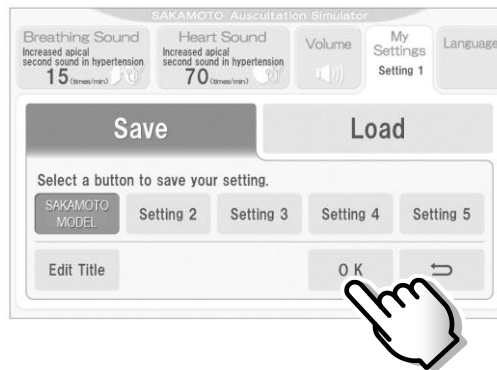 SAKAMOTO Auscultation Simulator
Breathing Sound
Increased apical
second sound in hypertension
15 (times/min)
Heart Sound
Increased apical
second sound in hypertension
70 (times/min)
Volume
My
Settings
Setting 1
Language
Save
Load
Select a button to save your setting.
SAKAMOTO
MODEL
Setting 2
Setting 3
Setting 4
Setting 5
Edit Title
OK